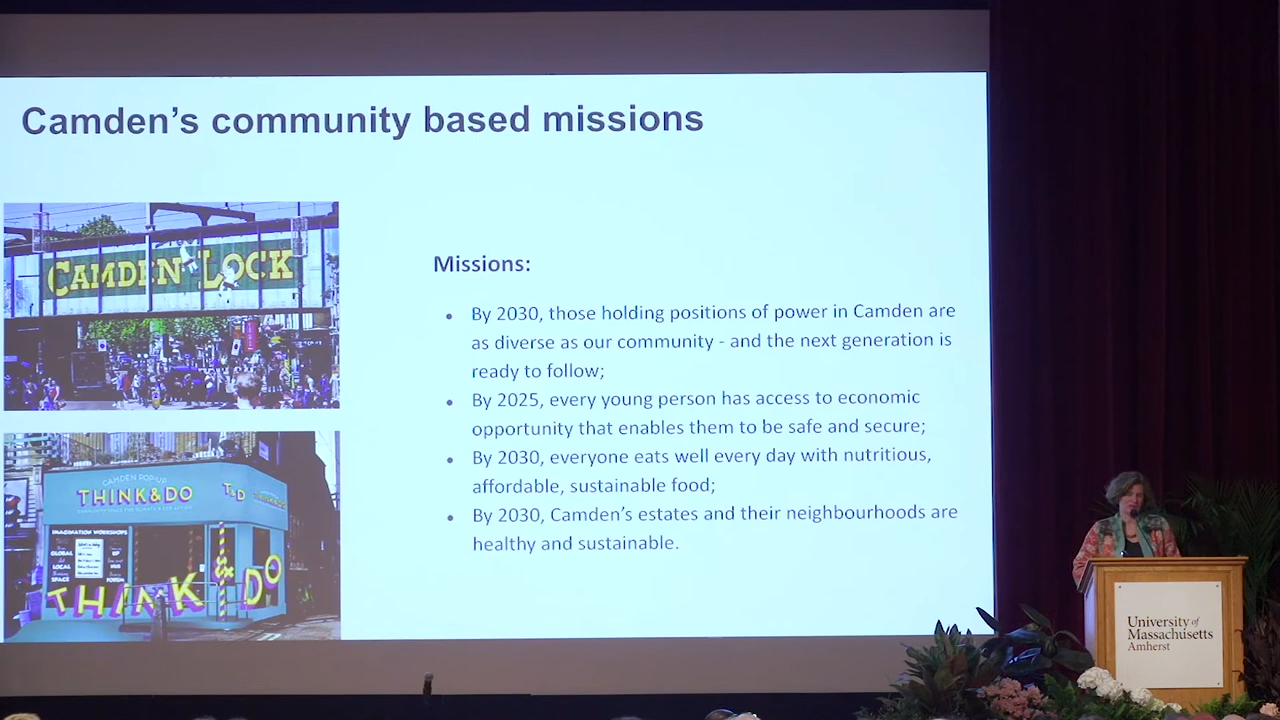 Camden's community based missions
CAMDEN LOCK
CAMDEN POP-UP
THINK&DO
T&D
IMAGINATION WORKSHOPS
THINK & DO
Missions:
• By 2030, those holding positions of power in Camden are
as diverse as our community - and the next generation is
ready to follow;
• By 2025, every young person has access to economic
opportunity that enables them to be safe and secure;
• By 2030, everyone eats well every day with nutritious,
affordable, sustainable food;
• By 2030, Camden's estates and their neighbourhoods are
healthy and sustainable.
University of
Massachusetts
Amherst